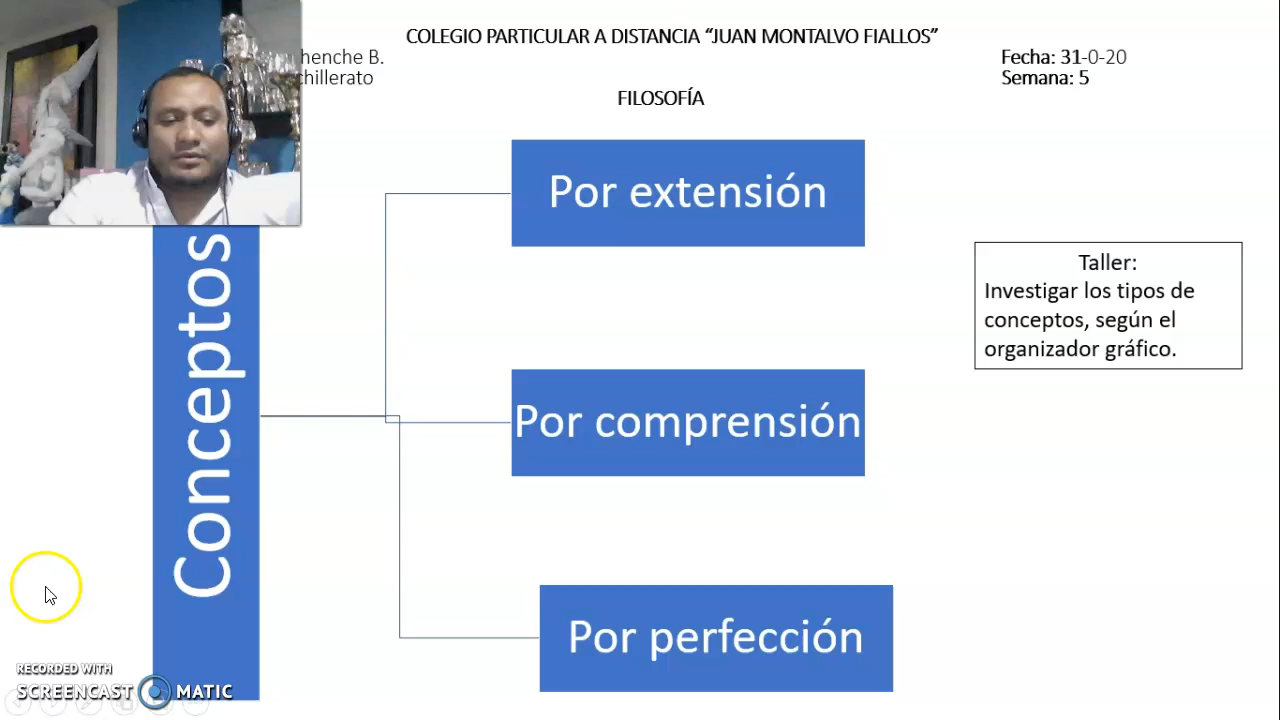 COLEGIO PARTICULAR A DISTANCIA “JUAN MONTALVO FIALLOS”
henche B.
chillerato
Fecha: 31-0-20
Semana: 5
FILOSOFÍA
Conceptos
Por extensión
Por comprensión
Por perfección
Taller:
Investigar los tipos de
conceptos, según el
organizador gráfico.
RECORDED WITH
SCREENCAST MATIC